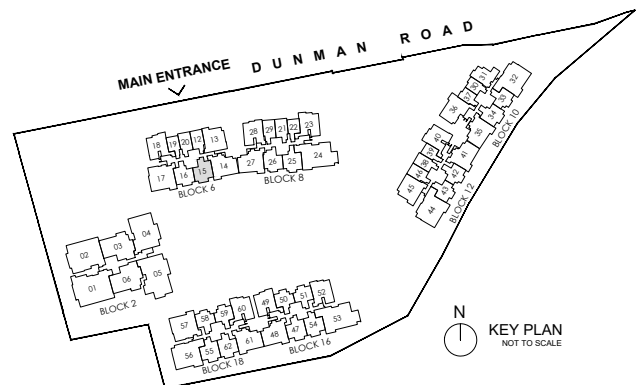 DUNMAN ROAD
MAIN ENTRANCE
18 19 20 12 13
28 29 21 22 23
17 16 15 14
27 26 25 24
BLOCK 6
BLOCK 8
31 32
37 30 33
36 34
35
BLOCK 10
40
39 38 41
46 42
45 43
44
BLOCK 12
02 03 04
01 06 05
BLOCK 2
57 58 59 60
49 50 51 52
56 55 62 61
48 47 54 53
BLOCK 18
BLOCK 16
N
KEY PLAN
NOT TO SCALE